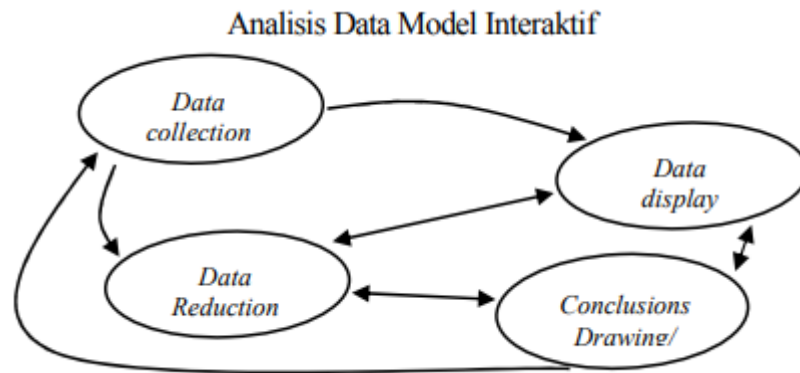 Analisis Data Model Interaktif
Data
collection
Data
display
Data
Reduction
Conclusions
Drawing/